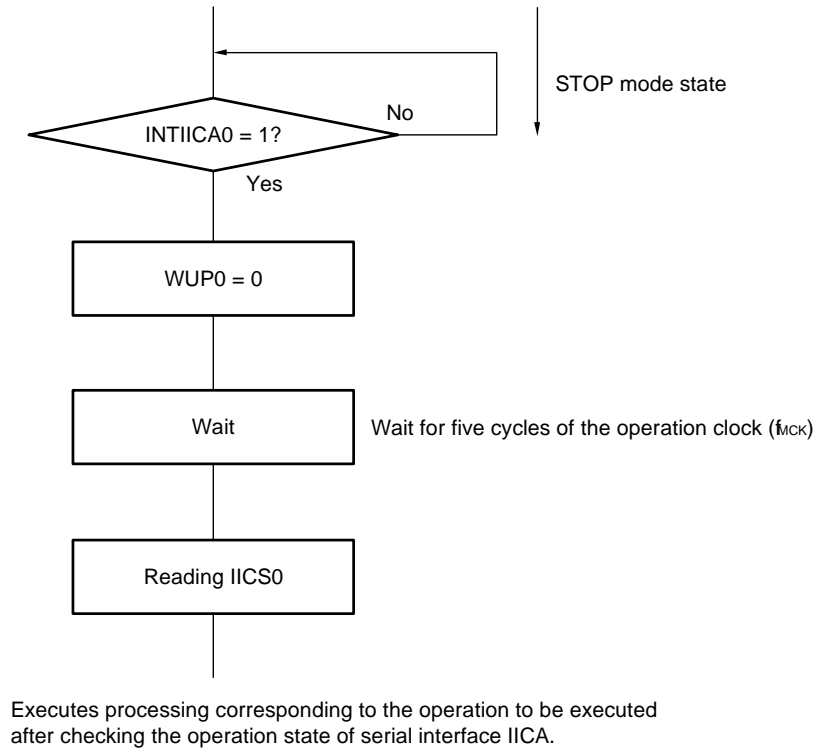 STOP mode state
No
INTIICA0 = 1?
Yes
WUP0 = 0
Wait
Wait for five cycles of the operation clock (fMCK)
Reading IICS0
Executes processing corresponding to the operation to be executed
after checking the operation state of serial interface IICA.